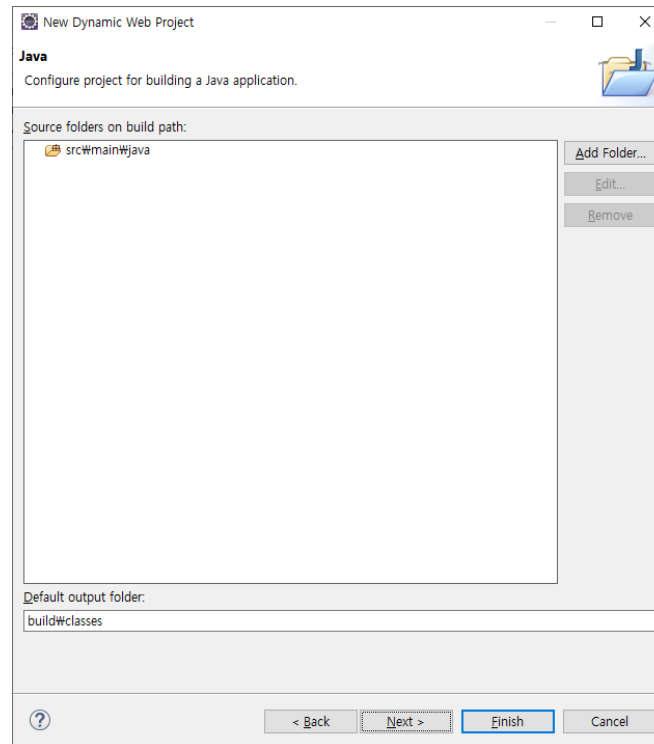 New Dynamic Web Project
Java
Configure project for building a Java application.
Source folders on build path:
src₩main₩java
Add Folder...
Edit...
Remove
Default output folder:
build₩classes
< Back
Next >
Finish
Cancel